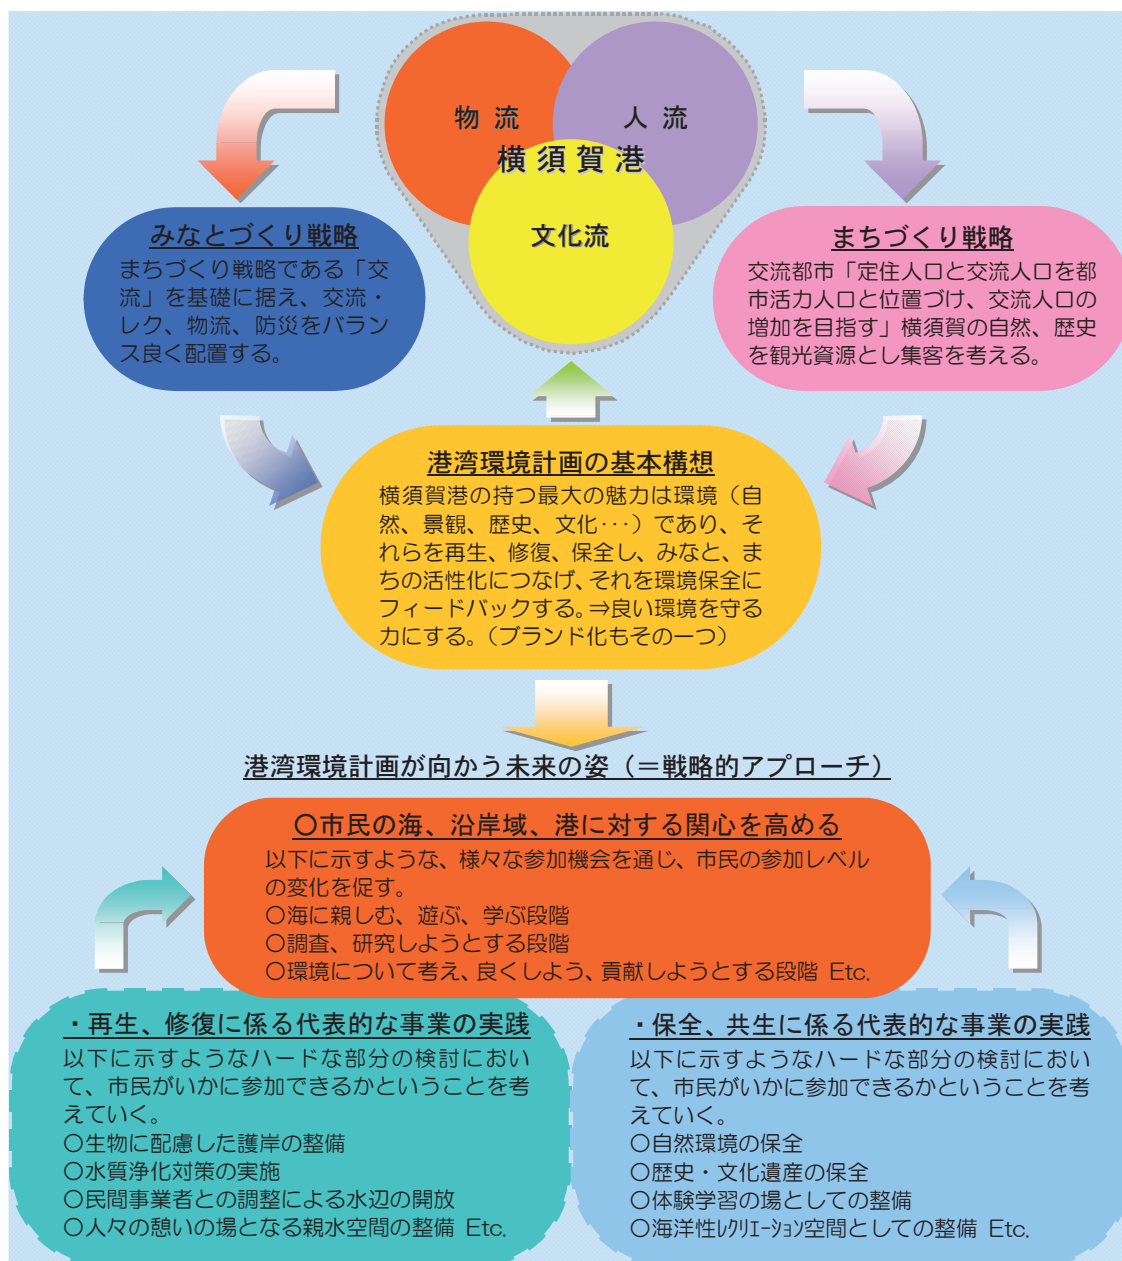 物 流
人 流
横須賀港
文化流
みなとづくり戦略
まちづくり戦略である「交
流」を基礎に据え、交流・
レク、物流、防災をバラン
ス良く配置する。
まちづくり戦略
交流都市「定住人口と交流人口を都
市活力人口と位置づけ、交流人口の
増加を目指す」横須賀の自然、歴史
を観光資源とし集客を考える。
港湾環境計画の基本構想
横須賀港の持つ最大の魅力は環境（自
然、景観、歴史、文化･･･）であり、そ
れらを再生、修復、保全し、みなと、ま
ちの活性化につなげ、それを環境保全に
フィードバックする。⇒良い環境を守る
力にする。（ブランド化もその一つ）
港湾環境計画が向かう未来の姿（＝戦略的アプローチ）
〇市民の海、沿岸域、港に対する関心を高める
以下に示すような、様々な参加機会を通じ、市民の参加レベル
の変化を促す。
〇海に親しむ、遊ぶ、学ぶ段階
〇調査、研究しようとする段階
〇環境について考え、良くしよう、貢献しようとする段階 Etc.
・再生、修復に係る代表的な事業の実践
以下に示すようなハードな部分の検討におい
て、市民がいかに参加できるかということを考
えていく。
〇生物に配慮した護岸の整備
〇水質浄化対策の実施
〇民間事業者との調整による水辺の開放
〇人々の憩いの場となる親水空間の整備 Etc.
・保全、共生に係る代表的な事業の実践
以下に示すようなハードな部分の検討におい
て、市民がいかに参加できるかということを考
えていく。
〇自然環境の保全
〇歴史・文化遺産の保全
〇体験学習の場としての整備
〇海洋性ﾚｸﾘｴｰｼｮﾝ空間としての整備 Etc.